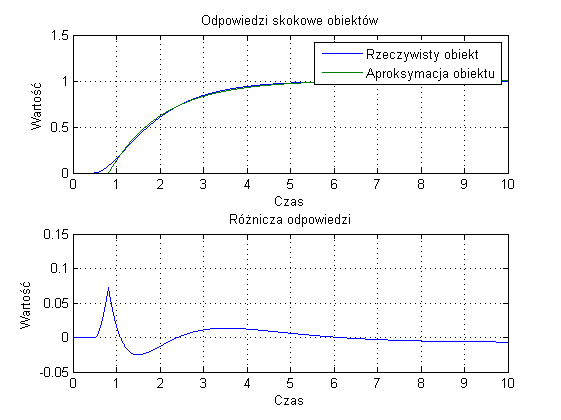 Odpowiedzi skokowe obiektów
1.5
1
0.5
0
Wartość
Rzeczywisty obiekt
Aproksymacja obiektu
0 1 2 3 4 5 6 7 8 9 10
Czas
Różnicza odpowiedzi
0.15
0.1
0.05
0
-0.05
Wartość
0 1 2 3 4 5 6 7 8 9 10
Czas